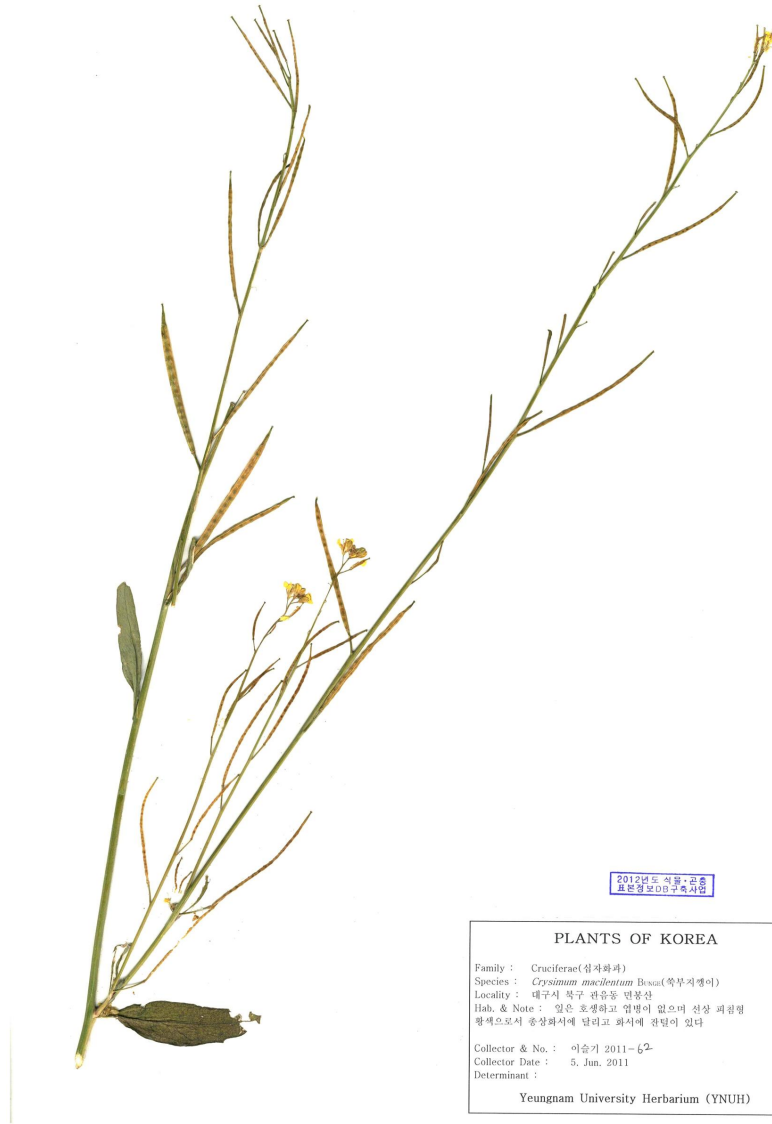 2012년도 식물·곤충
표본정보DB구축사업
PLANTS OF KOREA
Family : Cruciferae(십자화과)
Species : Crysimum macilentum BUNGE(쑥부지깽이)
Locality : 대구시 북구 관음동 면봉산
Hab. & Note : 잎은 호생하고 엽병이 없으며 선상 피침형
황색으로서 총상화서에 달리고 화서에 잔털이 있다
Collector & No. : 이슬기 2011-62
Collector Date : 5. Jun. 2011
Determinant :
Yeungnam University Herbarium (YNUH)